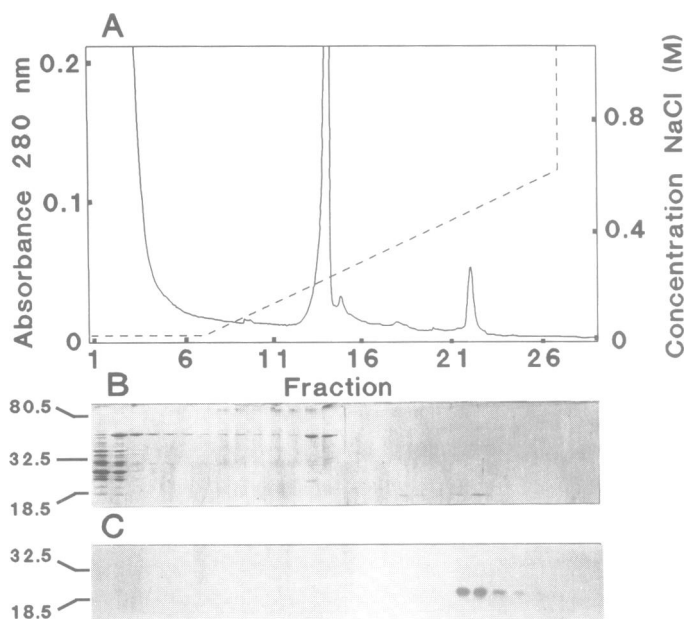 A
0.2
0.1
0
Absorbance 280 nm
0.8
0.4
0
Concentration NaCl (M)
1 6 11 16 21 26
Fraction
B
80.5
32.5
18.5
C
32.5
18.5